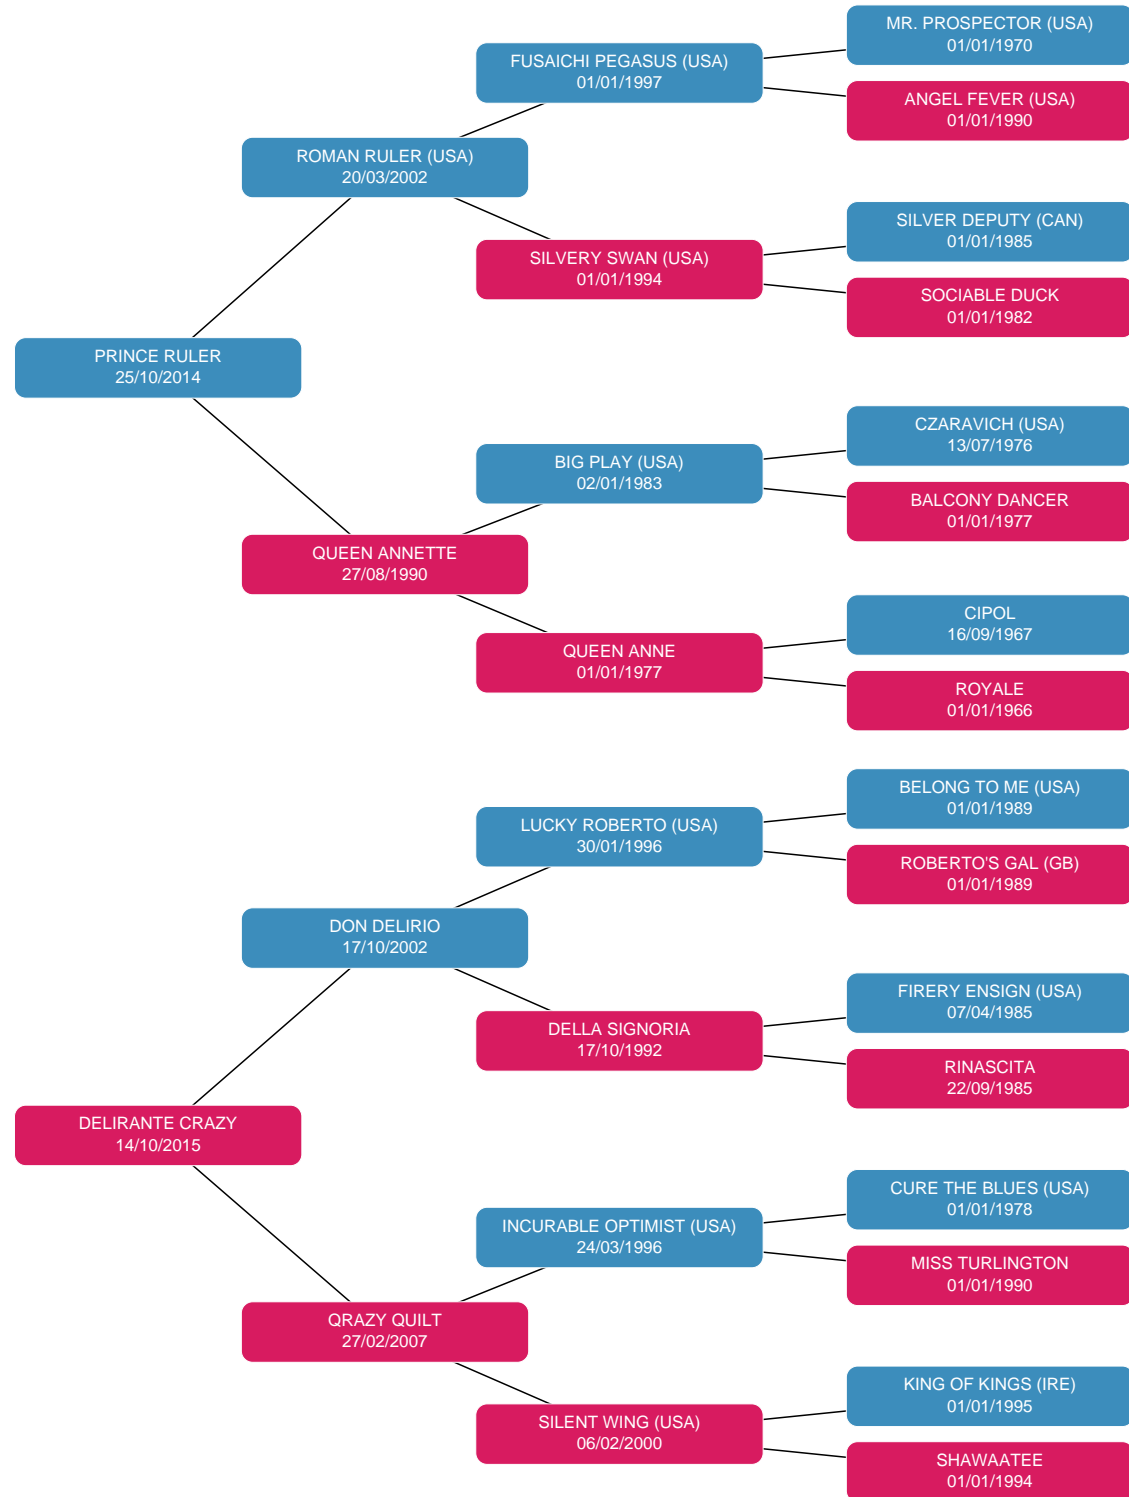 MR. PROSPECTOR (USA)
01/01/1970
FUSAICHI PEGASUS (USA)
01/01/1997
ANGEL FEVER (USA)
01/01/1990
ROMAN RULER (USA)
20/03/2002
SILVER DEPUTY (CAN)
01/01/1985
SILVERY SWAN (USA)
01/01/1994
SOCIABLE DUCK
01/01/1982
PRINCE RULER
25/10/2014
CZARAVICH (USA)
13/07/1976
BIG PLAY (USA)
02/01/1983
BALCONY DANCER
01/01/1977
QUEEN ANNETTE
27/08/1990
CIPOL
16/09/1967
QUEEN ANNE
01/01/1977
ROYALE
01/01/1966
BELONG TO ME (USA)
01/01/1989
LUCKY ROBERTO (USA)
30/01/1996
ROBERTO'S GAL (GB)
01/01/1989
DON DELIRIO
17/10/2002
FIRERY ENSIGN (USA)
07/04/1985
DELLA SIGNORIA
17/10/1992
RINASCITA
22/09/1985
DELIRANTE CRAZY
14/10/2015
CURE THE BLUES (USA)
01/01/1978
INCURABLE OPTIMIST (USA)
24/03/1996
MISS TURLINGTON
01/01/1990
QRAZY QUILT
27/02/2007
KING OF KINGS (IRE)
01/01/1995
SILENT WING (USA)
06/02/2000
SHAWAATEE
01/01/1994